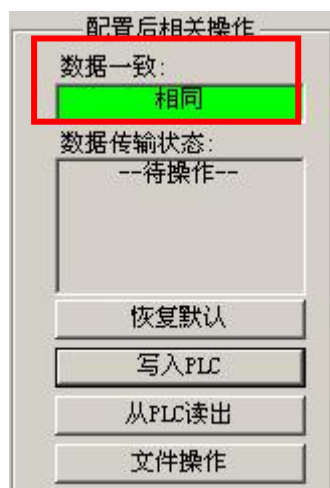 配置后相关操作
数据一致:
相同
数据传输状态:
--待操作--
恢复默认
写入PLC
从PLC读出
文件操作